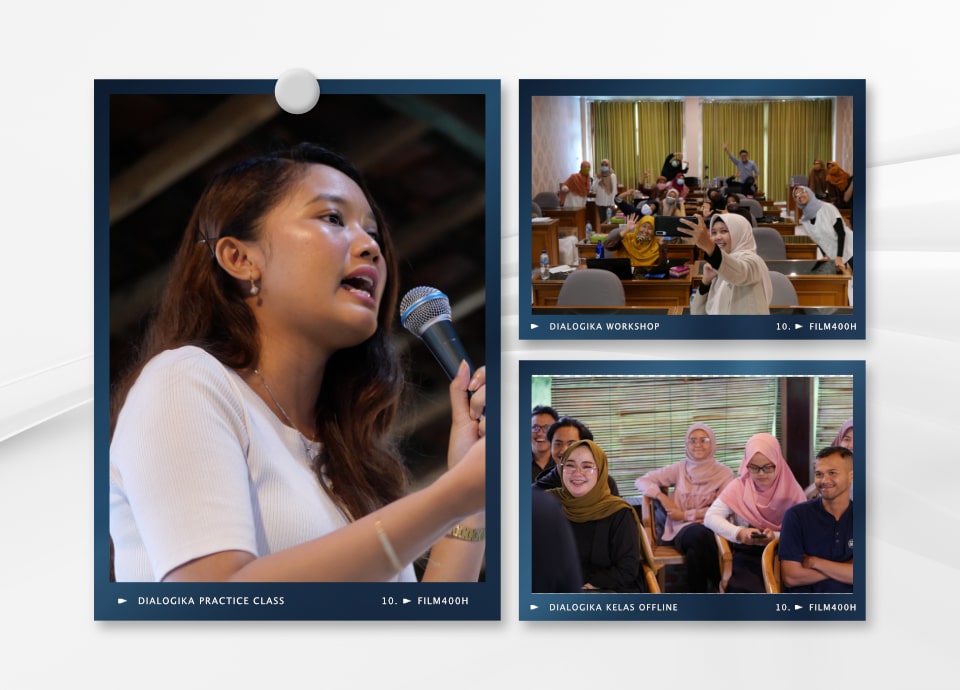 ► DIALOGIKA PRACTICE CLASS 10. ► FILM400H
► DIALOGIKA WORKSHOP 10. ► FILM400H
► DIALOGIKA KELAS OFFLINE 10. ► FILM400H